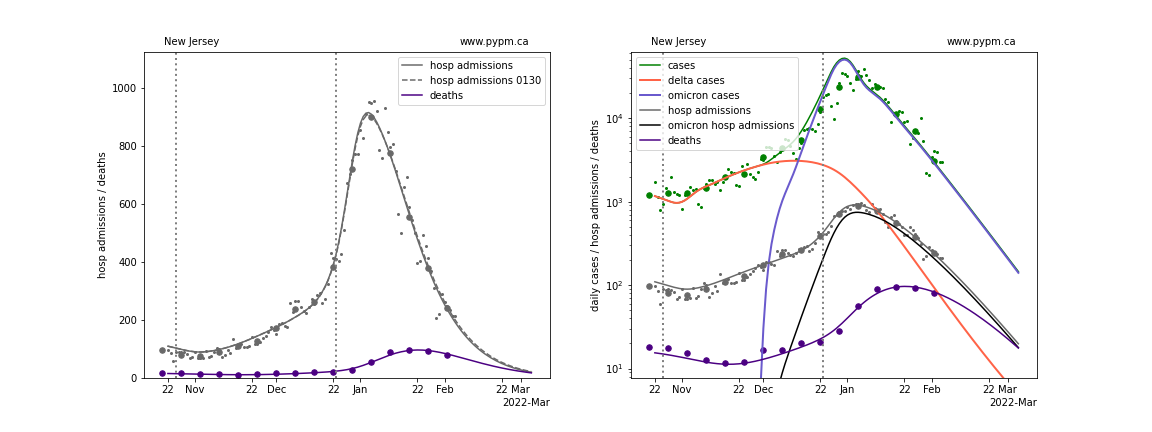 New Jersey
www.pypm.ca
hosp admissions
hosp admissions 0130
deaths
hosp admissions / deaths
1000
800
600
400
200
0
22 Nov 22 Dec 22 Jan 22 Feb 22 Mar
2022-Mar
New Jersey
www.pypm.ca
cases
delta cases
omicron cases
hosp admissions
omicron hosp admissions
deaths
daily cases / hosp admissions / deaths
10⁴
10³
10²
10¹
22 Nov 22 Dec 22 Jan 22 Feb 22 Mar
2022-Mar